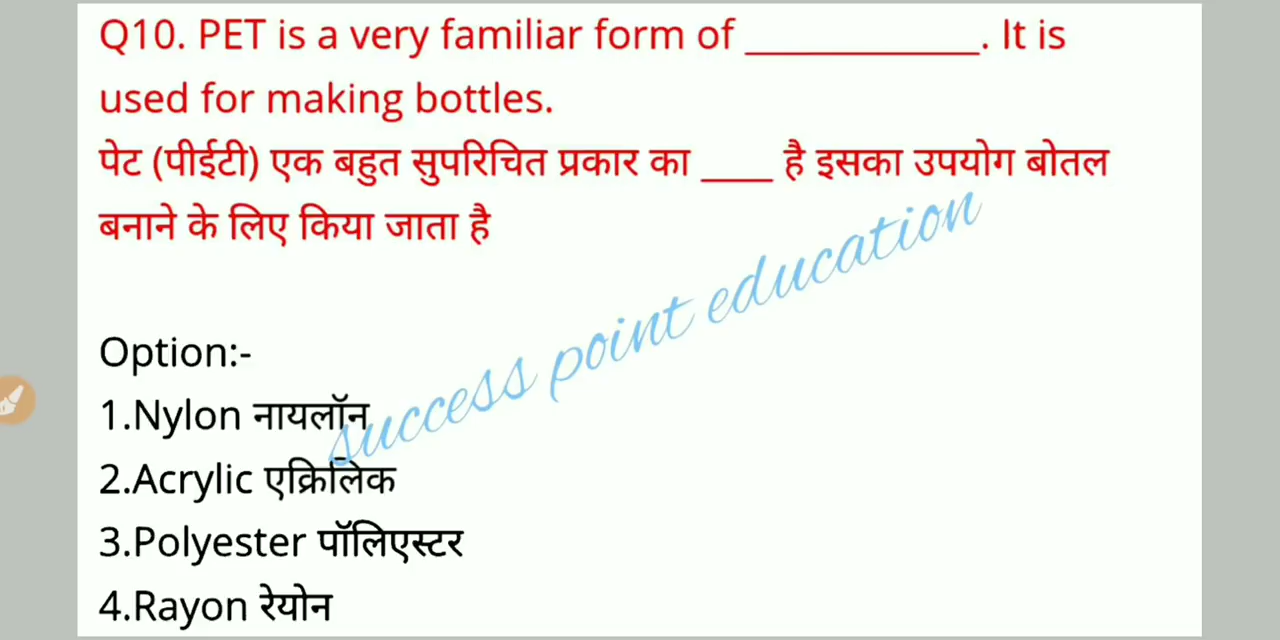 Q10. PET is a very familiar form of ___________. It is
used for making bottles.
पेट (पीईटी) एक बहुत सुपरिचित प्रकार का ____ है इसका उपयोग बोतल
बनाने के लिए किया जाता है
success point education
Option:-
1.Nylon नायलॉन
2.Acrylic एक्रिलिक
3.Polyester पॉलिएस्टर
4.Rayon रेयोन